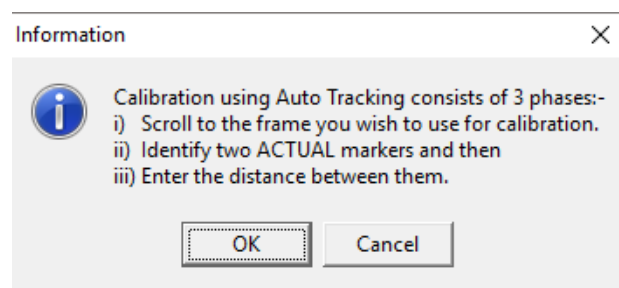 Information
Calibration using Auto Tracking consists of 3 phases:-
i) Scroll to the frame you wish to use for calibration.
ii) Identify two ACTUAL markers and then
iii) Enter the distance between them.
OK
Cancel